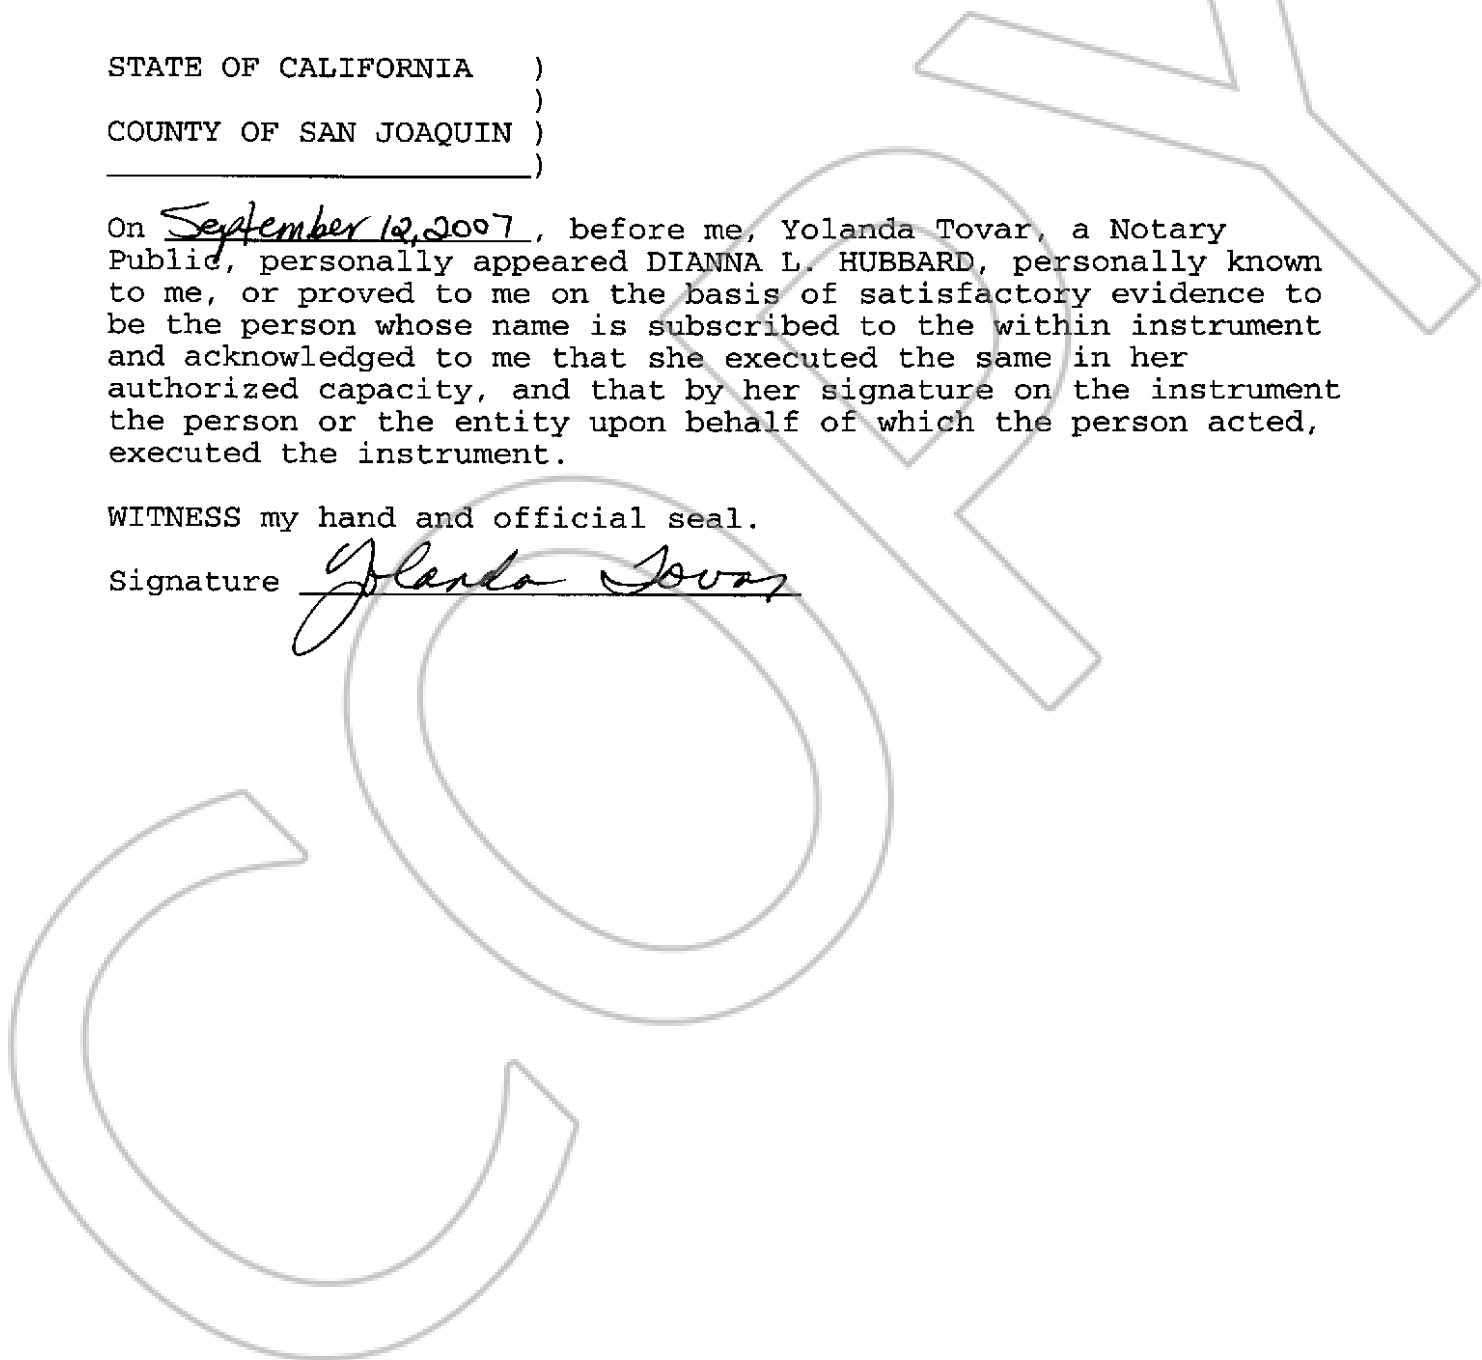 STATE OF CALIFORNIA )
)
COUNTY OF SAN JOAQUIN )
)
On September 12, 2007, before me, Yolanda Tovar, a Notary
Public, personally appeared DIANNA L. HUBBARD, personally known
to me, or proved to me on the basis of satisfactory evidence to
be the person whose name is subscribed to the within instrument
and acknowledged to me that she executed the same in her
authorized capacity, and that by her signature on the instrument
the person or the entity upon behalf of which the person acted,
executed the instrument.
WITNESS my hand and official seal.
Signature Yolanda Tovar
COPY